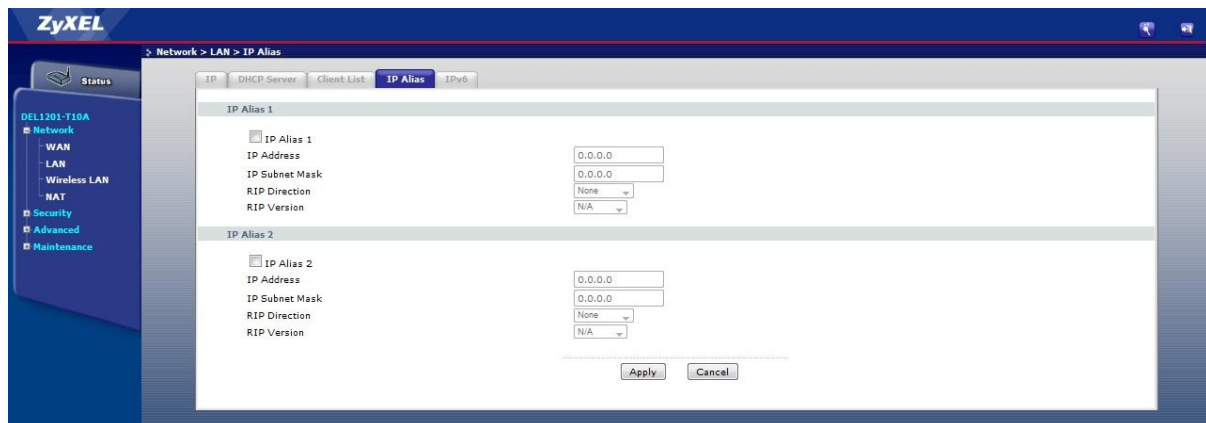 ZyXEL
Network > LAN > IP Alias
Status
IP DHCP Server Client List IP Alias IPv6
DEL1201-T10A
Network
WAN
LAN
Wireless LAN
NAT
Security
Advanced
Maintenance
IP Alias 1
IP Alias 1
IP Address 0.0.0.0
IP Subnet Mask 0.0.0.0
RIP Direction None
RIP Version N/A
IP Alias 2
IP Alias 2
IP Address 0.0.0.0
IP Subnet Mask 0.0.0.0
RIP Direction None
RIP Version N/A
Apply Cancel